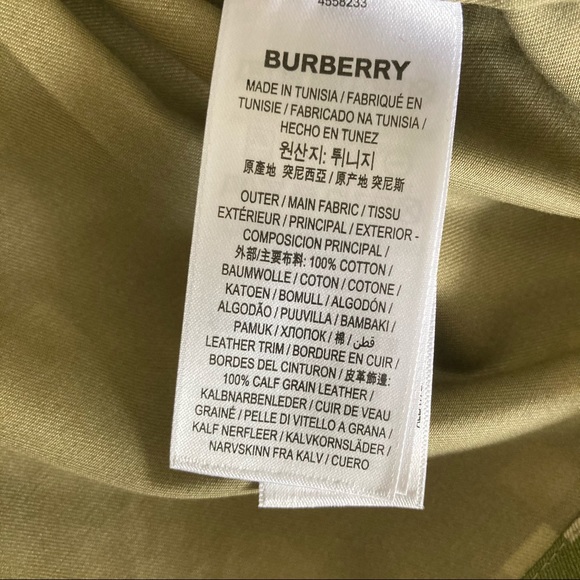 4558233
BURBERRY
MADE IN TUNISIA / FABRIQUÉ EN
TUNISIE / FABRICADO NA TUNISIA /
HECHO EN TUNEZ
원산지: 튀니지
原產地 突尼西亞 / 原产地 突尼斯
OUTER / MAIN FABRIC / TISSU
EXTÉRIEUR / PRINCIPAL / EXTERIOR -
COMPOSICION PRINCIPAL /
外部/主要布料: 100% COTTON /
BAUMWOLLE / COTON / COTONE /
KATOEN / BOMULL / ALGODÓN /
ALGODÃO / PUUVILLA / BAMBAKI /
PAMUK / ХЛОПОК / 棉 / قطن /
LEATHER TRIM / BORDURE EN CUIR /
BORDES DEL CINTURON / 皮革飾邊:
100% CALF GRAIN LEATHER /
KALBNARBENLEDER / CUIR DE VEAU
GRAINÉ / PELLE DI VITELLO A GRANA /
KALF NERFLEER / KALVKORNSLÄDER /
NARVSKINN FRA KALV / CUERO